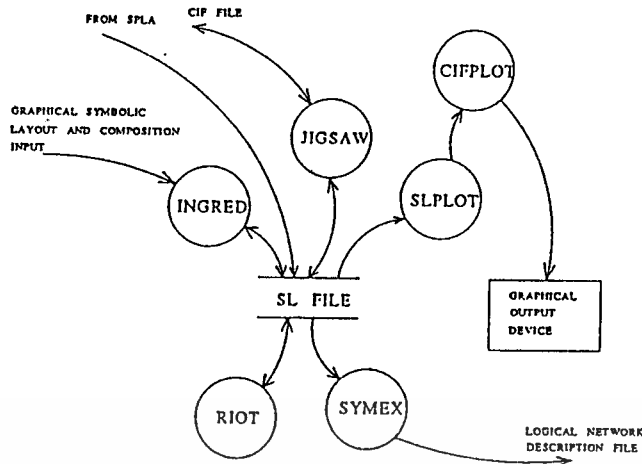 FROM SPLA
CIF FILE
CIFPLOT
GRAPHICAL SYMBOLIC
LAYOUT AND COMPOSITION
INPUT
JIGSAW
INGRED
SLPLOT
SL FILE
GRAPHICAL
OUTPUT
DEVICE
RIOT
SYMEX
LOGICAL NETWORK
DESCRIPTION FILE